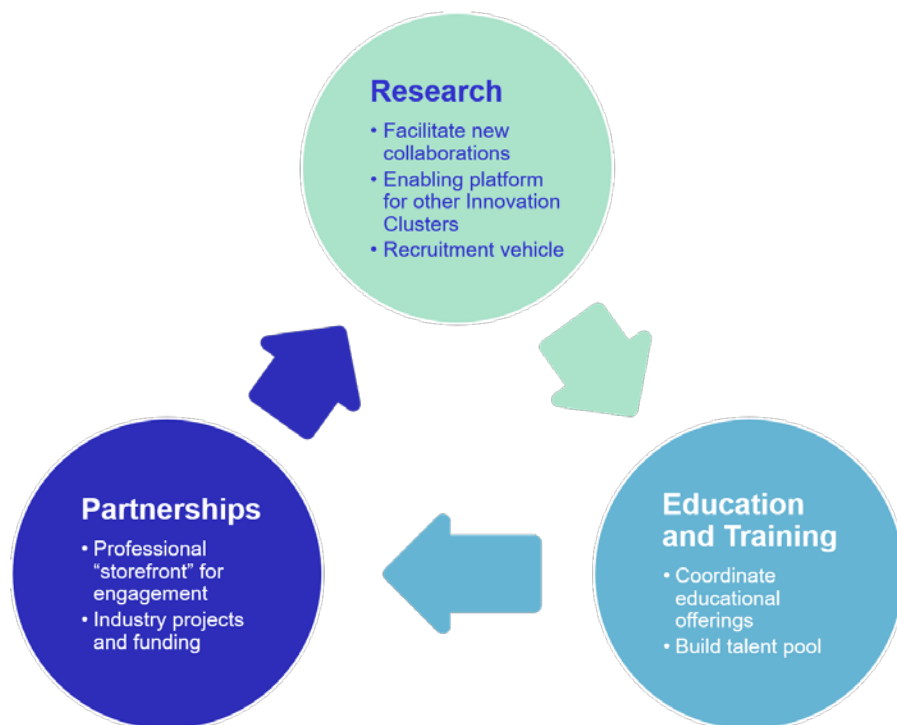 Research
• Facilitate new
collaborations
• Enabling platform
for other Innovation
Clusters
• Recruitment vehicle
Partnerships
• Professional
“storefront” for
engagement
• Industry projects
and funding
Education
and Training
• Coordinate
educational
offerings
• Build talent pool